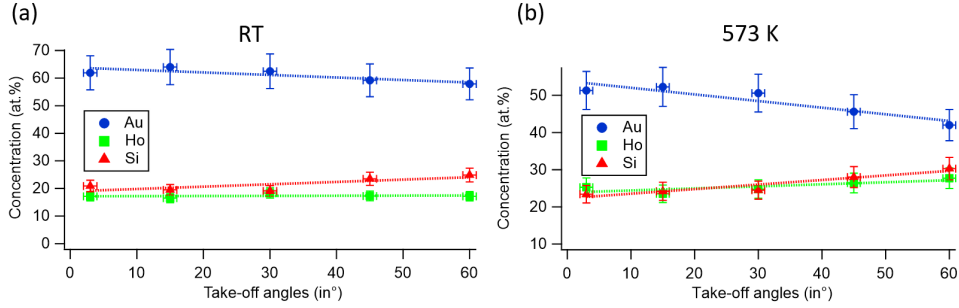 (a)
RT
Concentration (at.%)
70
60
50
40
30
20
10
0
Au
Ho
Si
0 10 20 30 40 50 60
Take-off angles (in°)
(b)
573 K
Concentration (at.%)
50
40
30
20
10
Au
Ho
Si
0 10 20 30 40 50 60
Take-off angles (in°)